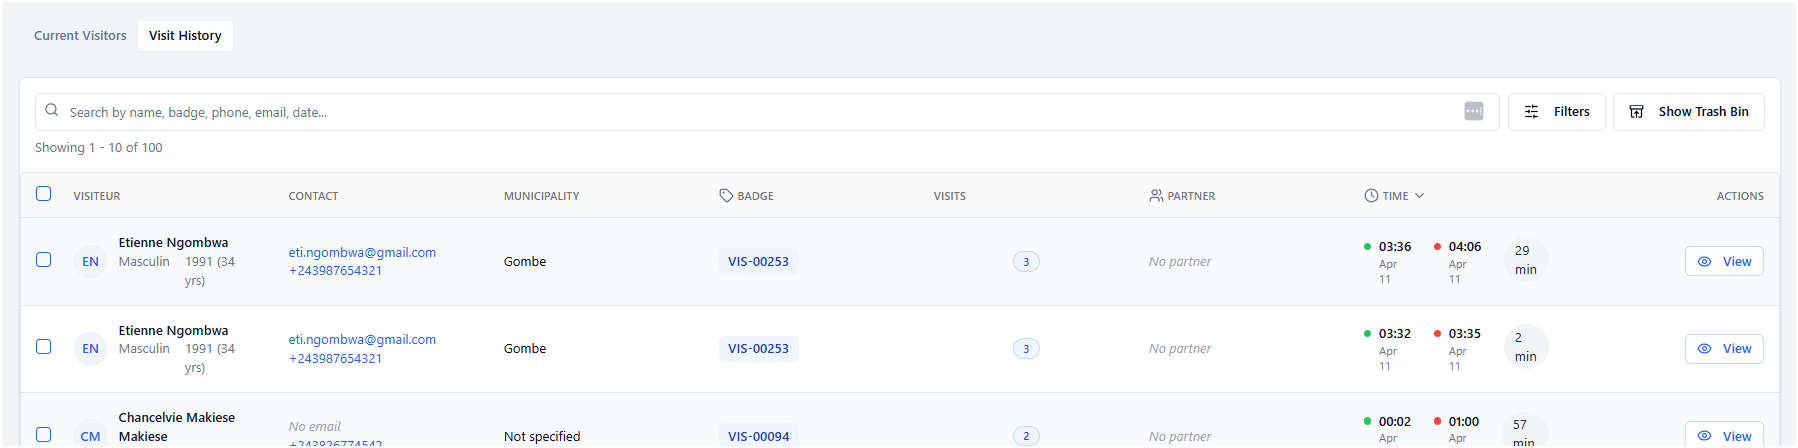 Current Visitors Visit History
Search by name, badge, phone, email, date...
Filters
Show Trash Bin
Showing 1 - 10 of 100
VISITEUR CONTACT MUNICIPALITY BADGE VISITS PARTNER TIME ACTIONS
EN
Etienne Ngombwa
Masculin 1991 (34
yrs)
eti.ngombwa@gmail.com
+243987654321
Gombe
VIS-00253
3
No partner
03:36
Apr
11
04:06
Apr
11
29
min
View
EN
Etienne Ngombwa
Masculin 1991 (34
yrs)
eti.ngombwa@gmail.com
+243987654321
Gombe
VIS-00253
3
No partner
03:32
Apr
11
03:35
Apr
11
2
min
View
CM
Chancelvie Makiese
Makiese
No email
+243826774542
Not specified
VIS-00094
2
No partner
00:02
Apr
01:00
Apr
57
min
View